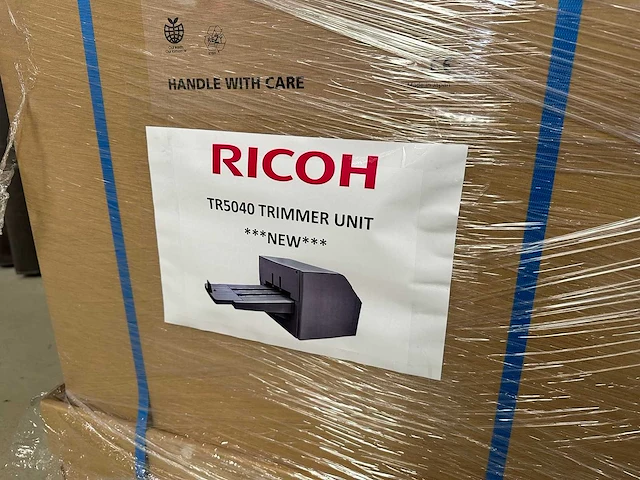 HANDLE WITH CARE
RICOH
TR5040 TRIMMER UNIT
***NEW***